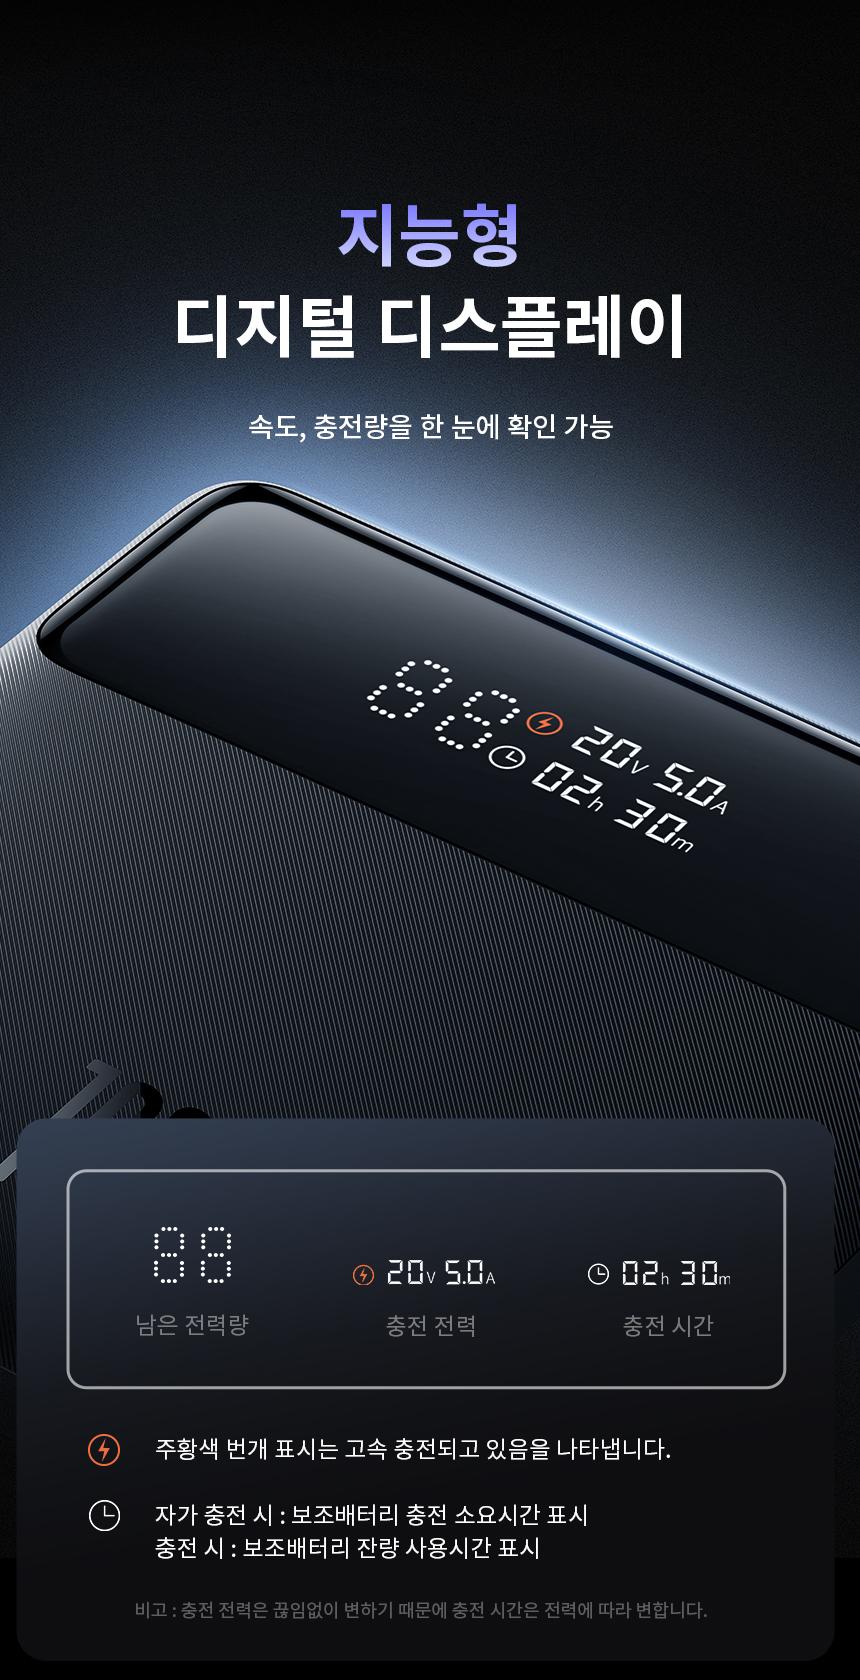 지능형
디지털 디스플레이
속도, 충전량을 한 눈에 확인 가능
88 20V 5.0A
02h 30m
88 20V 5.0A 02h 30m
남은 전력량 충전 전력 충전 시간
주황색 번개 표시는 고속 충전되고 있음을 나타냅니다.
자가 충전 시 : 보조배터리 충전 소요시간 표시
충전 시 : 보조배터리 잔량 사용시간 표시
비고 : 충전 전력은 끊임없이 변하기 때문에 충전 시간은 전력에 따라 변합니다.